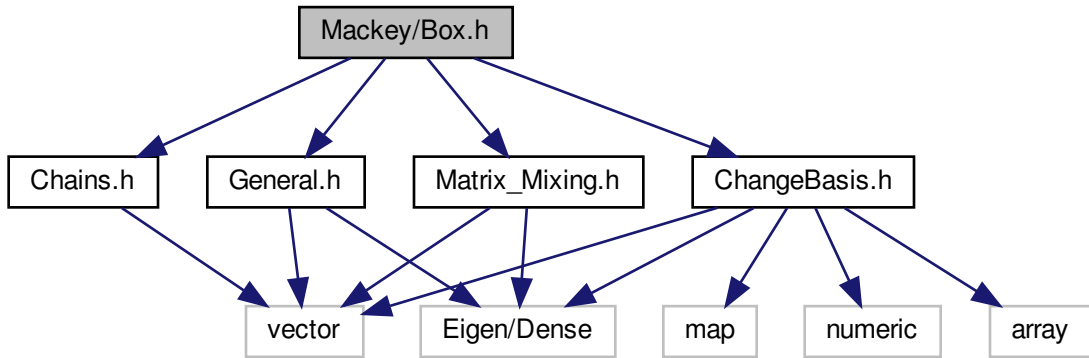 Mackey/Box.h
Chains.h
General.h
Matrix_Mixing.h
ChangeBasis.h
vector
Eigen/Dense
map
numeric
array